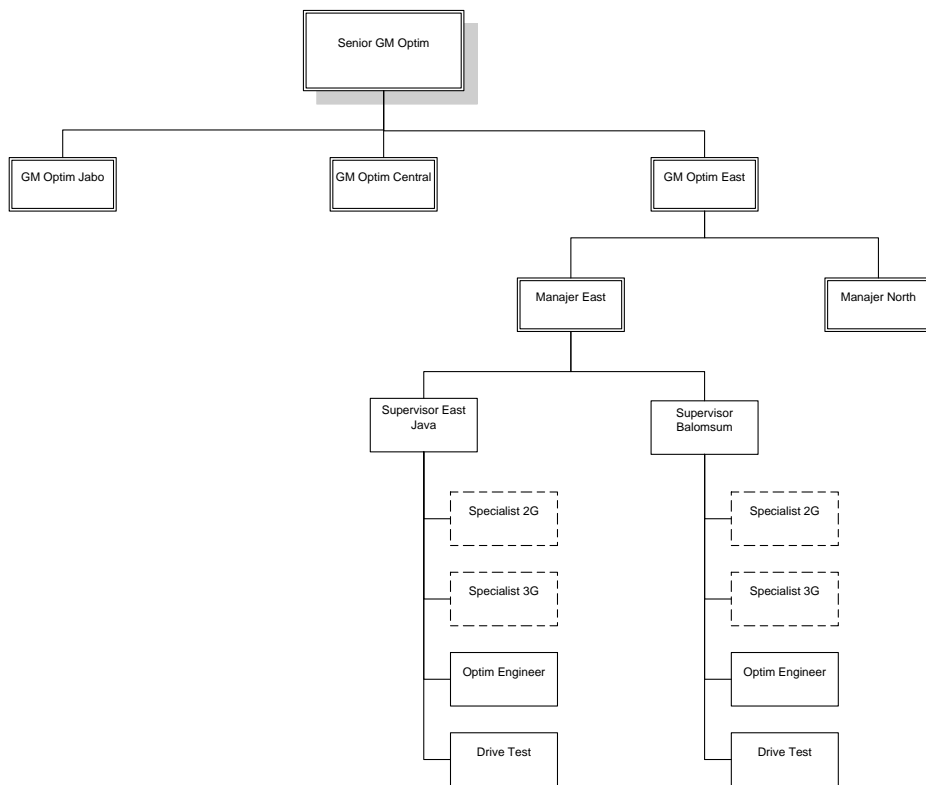 Senior GM Optim
GM Optim Jabo
GM Optim Central
GM Optim East
Manajer East
Manajer North
Supervisor East
Java
Supervisor
Balomsum
Specialist 2G
Specialist 2G
Specialist 3G
Specialist 3G
Optim Engineer
Optim Engineer
Drive Test
Drive Test